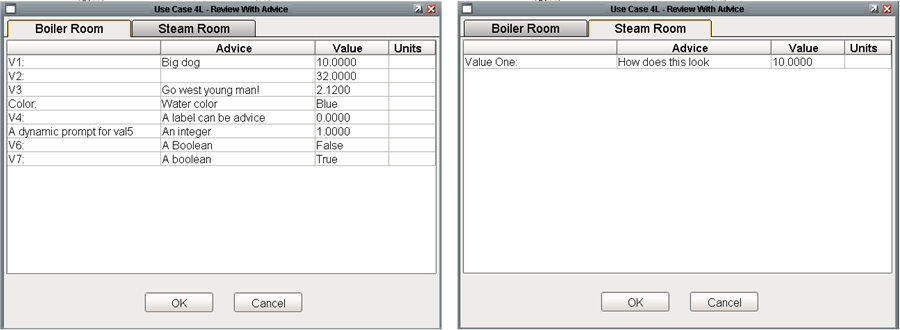 Use Case 4L - Review With Advice
Boiler Room Steam Room
Advice Value Units
V1: Big dog 10.0000
V2: 32.0000
V3 Go west young man! 2.1200
Color: Water color Blue
V4: A label can be advice 0.0000
A dynamic prompt for val5 An integer 1.0000
V6: A Boolean False
V7: A boolean True
OK Cancel
Use Case 4L - Review With Advice
Boiler Room Steam Room
Advice Value Units
Value One: How does this look 10.0000
OK Cancel